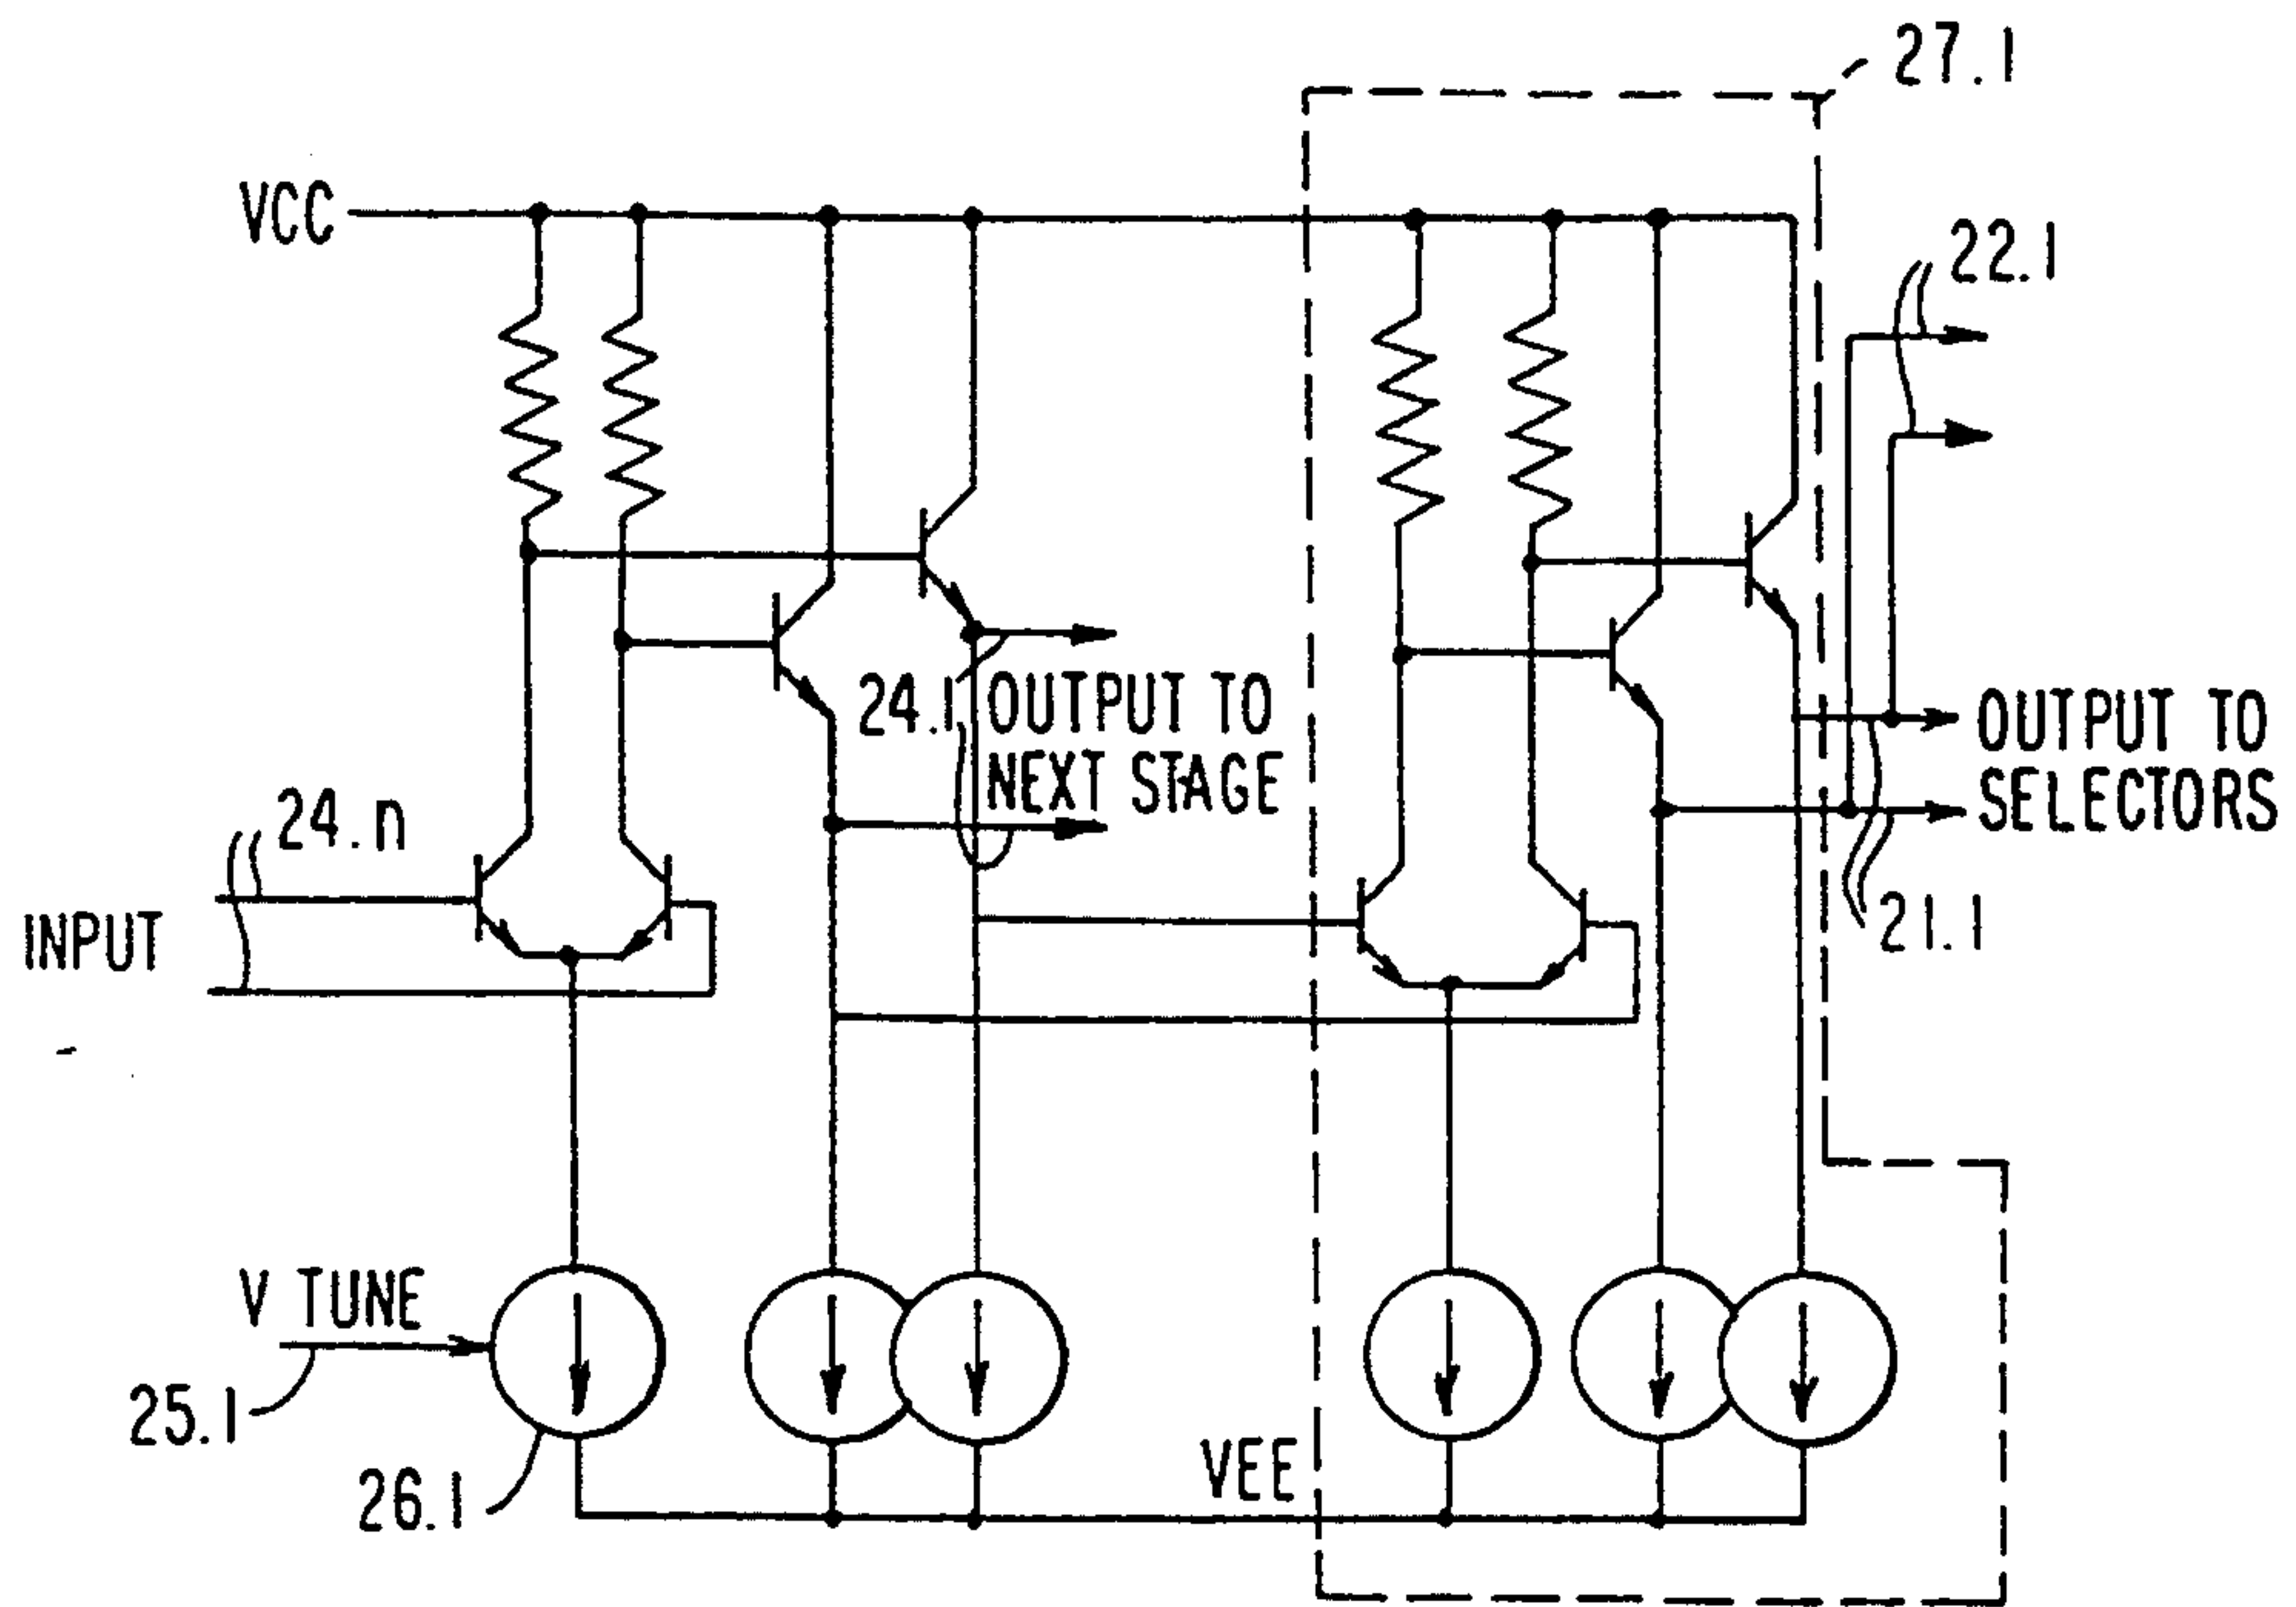 27.1
VCC
22.1
24.1 OUTPUT TO
NEXT STAGE
OUTPUT TO
SELECTORS
24.n
INPUT
21.1
V TUNE
25.1
26.1
VEE